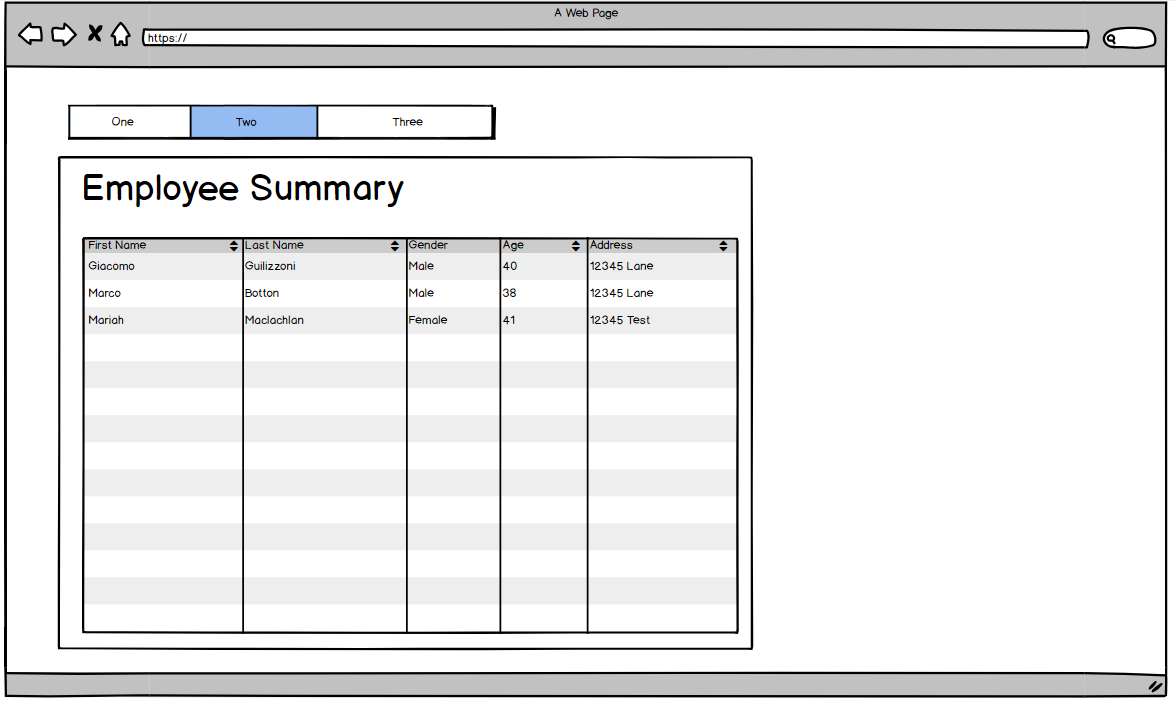 A Web Page
https://
One Two Three
Employee Summary
First Name Last Name Gender Age Address
Giacomo Guilizzoni Male 40 12345 Lane
Marco Botton Male 38 12345 Lane
Mariah Maclachlan Female 41 12345 Test